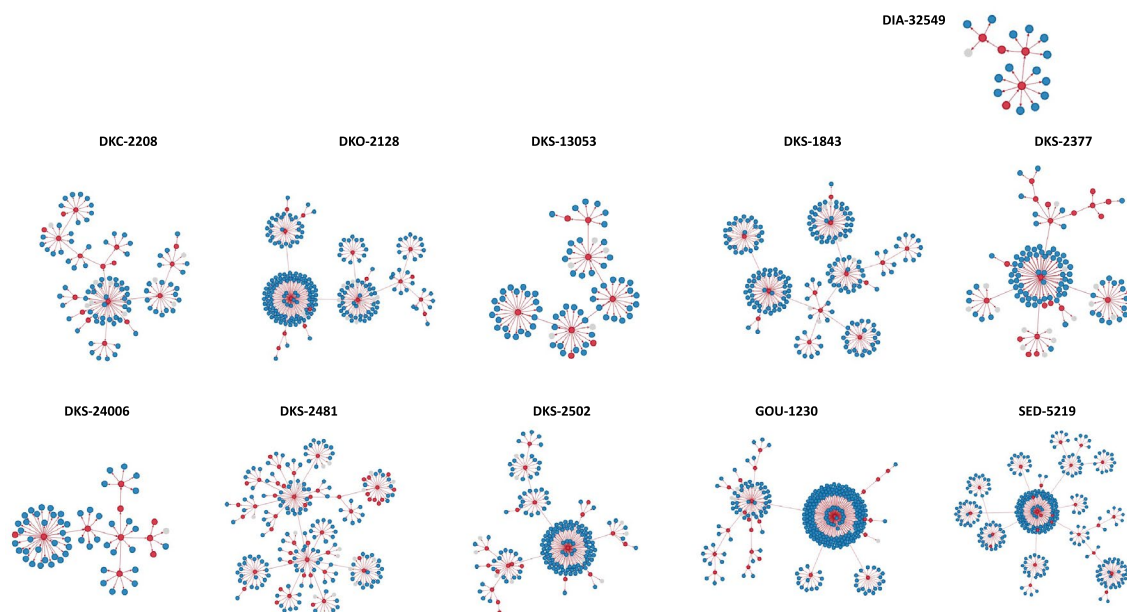 DIA-32549
DKC-2208
DKO-2128
DKS-13053
DKS-1843
DKS-2377
DKS-24006
DKS-2481
DKS-2502
GOU-1230
SED-5219